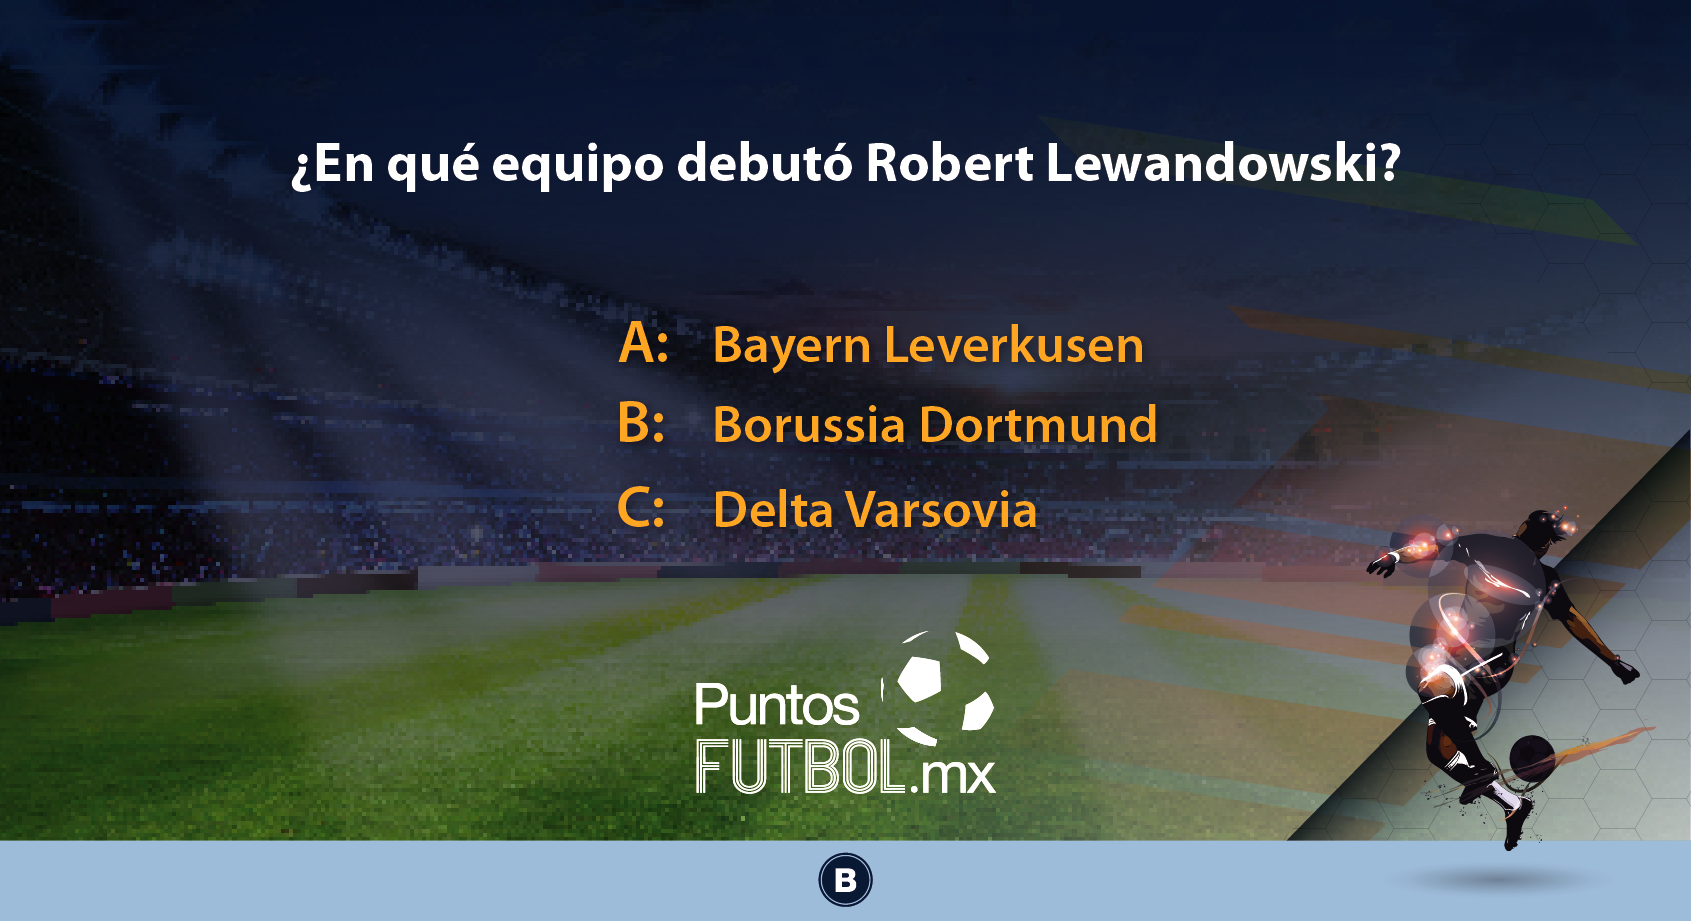 ¿En qué equipo debutó Robert Lewandowski?
A: Bayern Leverkusen
B: Borussia Dortmund
C: Delta Varsovia
Puntos
FUTBOL.mx
B